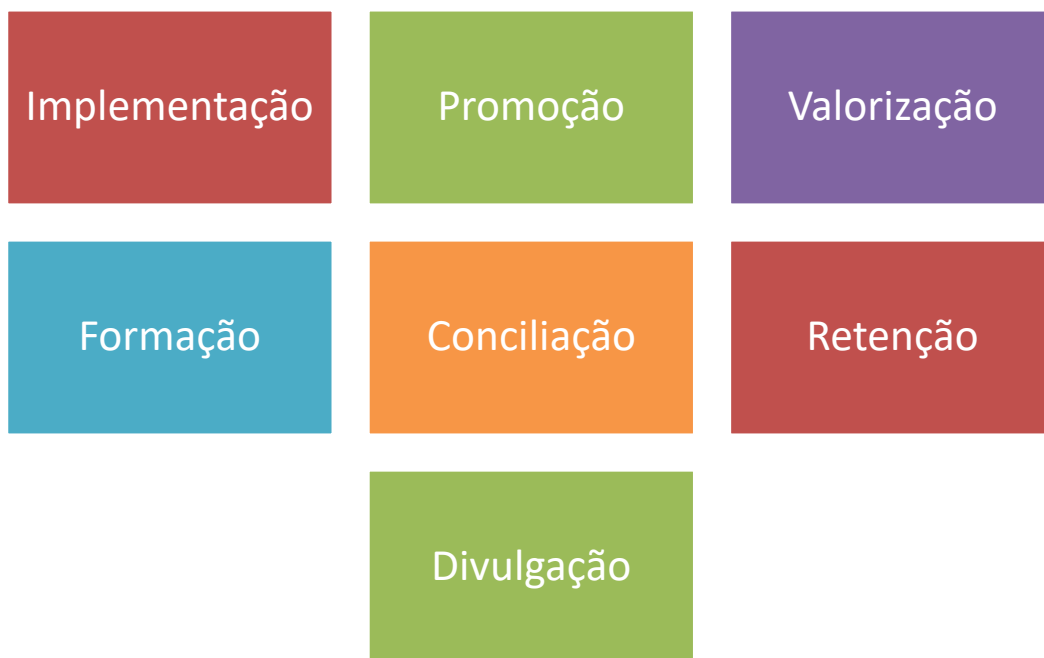 Implementação
Promoção
Valorização
Formação
Conciliação
Retenção
Divulgação